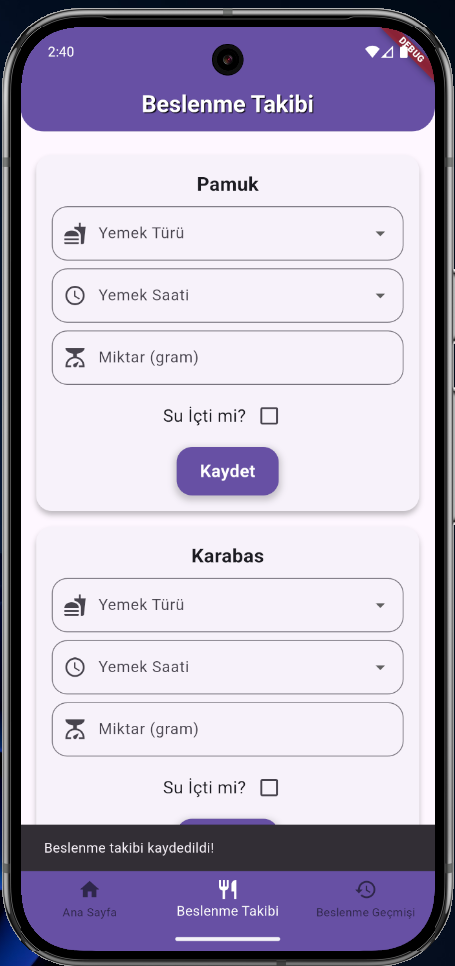 2:40
DEBUG
Beslenme Takibi
Pamuk
Yemek Türü
Yemek Saati
Miktar (gram)
Su İçti mi?
Kaydet
Karabas
Yemek Türü
Yemek Saati
Miktar (gram)
Su İçti mi?
Beslenme takibi kaydedildi!
Ana Sayfa
Beslenme Takibi
Beslenme Geçmişi